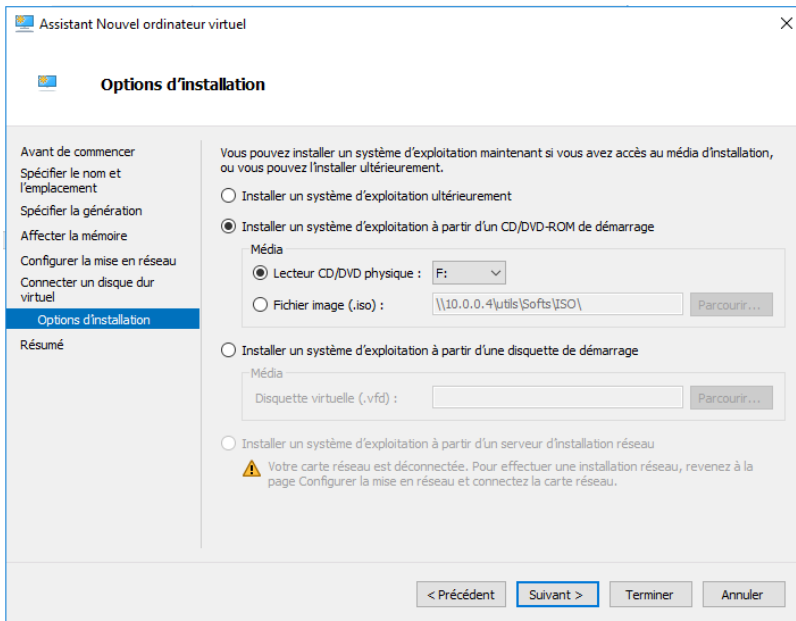 Assistant Nouvel ordinateur virtuel
Options d'installation
Avant de commencer
Spécifier le nom et
l'emplacement
Spécifier la génération
Affecter la mémoire
Configurer la mise en réseau
Connecter un disque dur
virtuel
Options d'installation
Résumé
Vous pouvez installer un système d'exploitation maintenant si vous avez accès au média d'installation,
ou vous pouvez l'installer ultérieurement.
Installer un système d'exploitation ultérieurement
Installer un système d'exploitation à partir d'un CD/DVD-ROM de démarrage
Média
Lecteur CD/DVD physique : F:
Fichier image (.iso) : \\10.0.0.4\utils\Softs\ISO\ Parcourir...
Installer un système d'exploitation à partir d'une disquette de démarrage
Média
Disquette virtuelle (.vfd) : Parcourir...
Installer un système d'exploitation à partir d'un serveur d'installation réseau
Votre carte réseau est déconnectée. Pour effectuer une installation réseau, revenez à la
page Configurer la mise en réseau et connectez la carte réseau.
< Précédent Suivant > Terminer Annuler